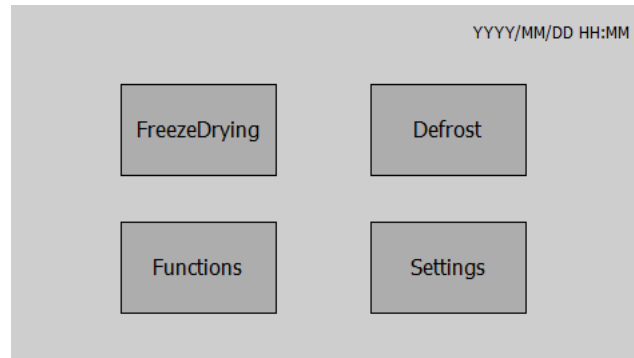 YYYY/MM/DD HH:MM
FreezeDrying
Defrost
Functions
Settings